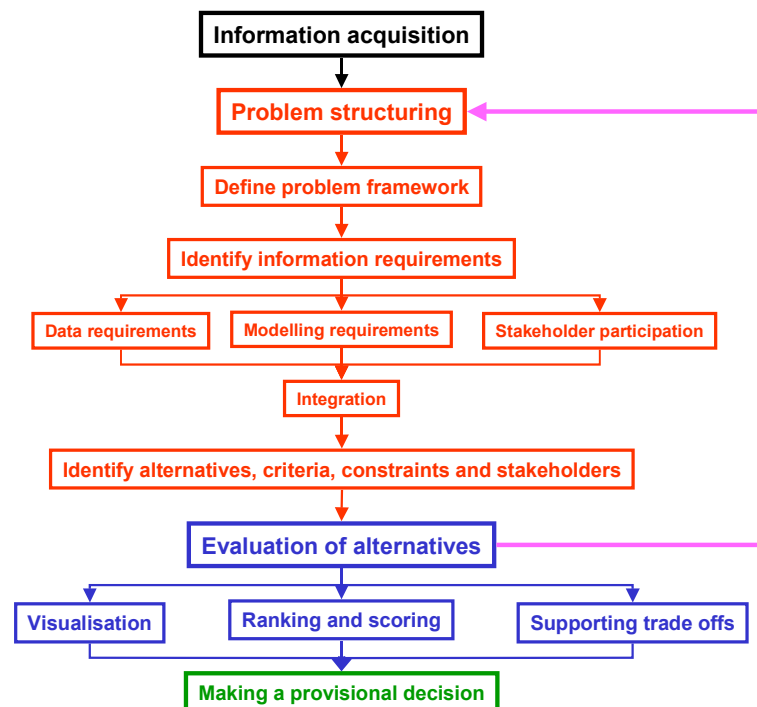 Information acquisition
Problem structuring
Define problem framework
Identify information requirements
Data requirements
Modelling requirements
Stakeholder participation
Integration
Identify alternatives, criteria, constraints and stakeholders
Evaluation of alternatives
Visualisation
Ranking and scoring
Supporting trade offs
Making a provisional decision